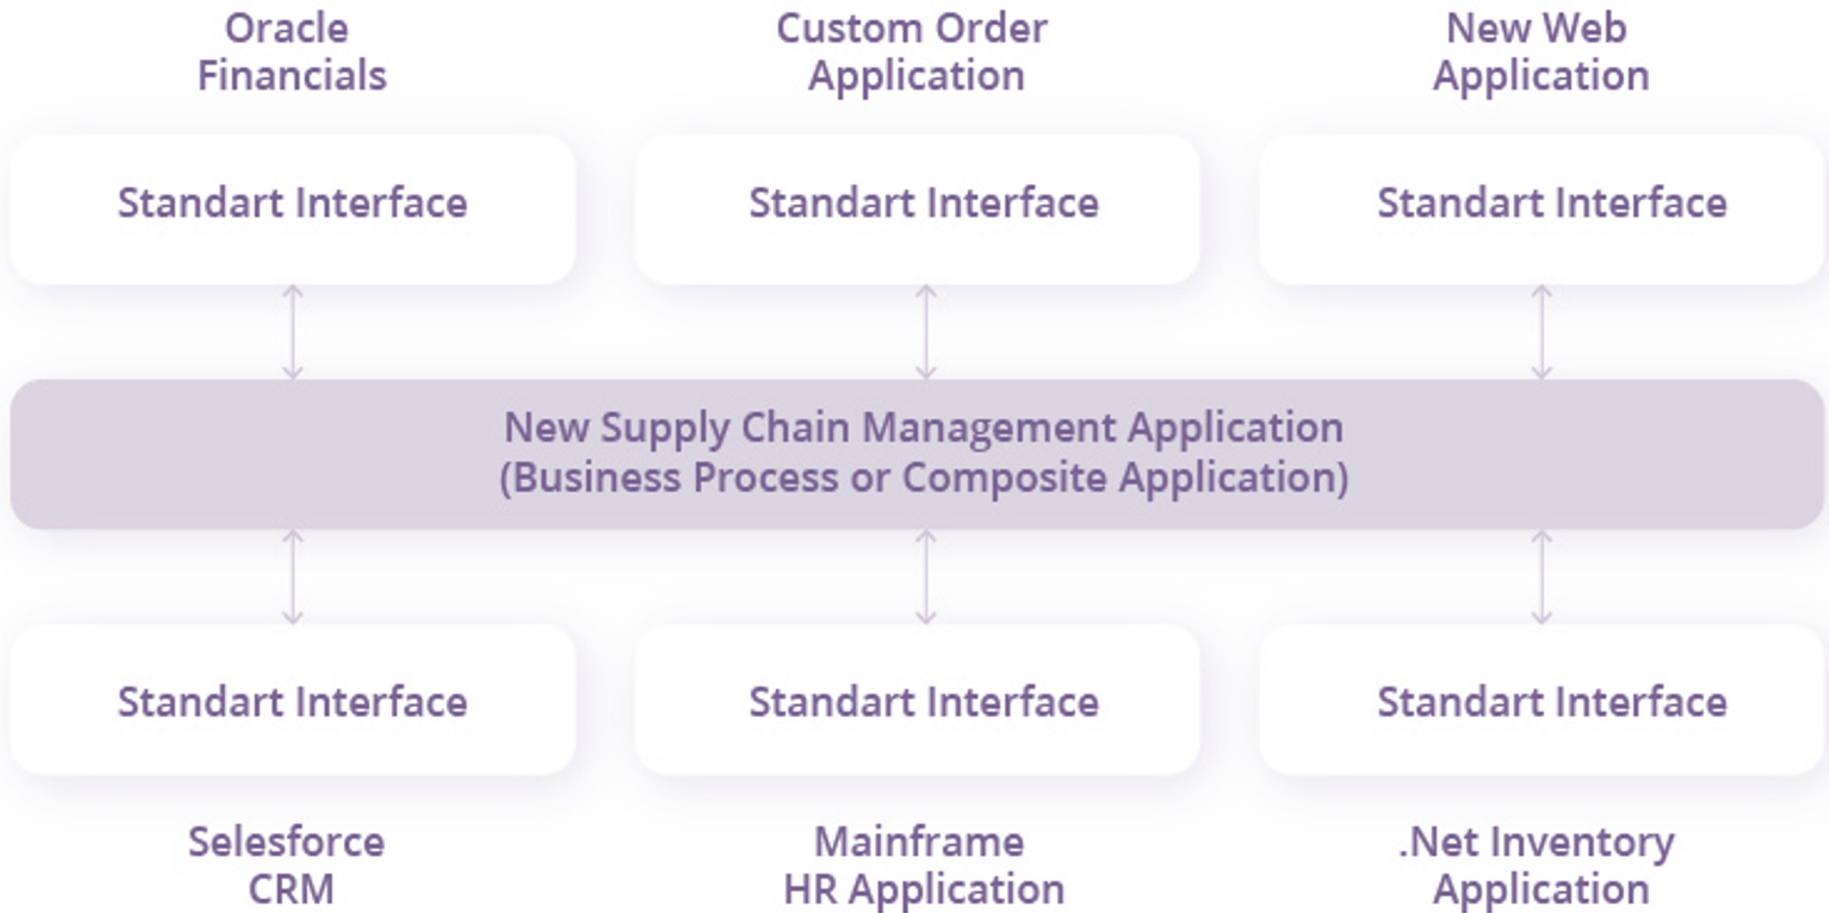 Oracle
Financials
Custom Order
Application
New Web
Application
Standart Interface
Standart Interface
Standart Interface
New Supply Chain Management Application
(Business Process or Composite Application)
Standart Interface
Standart Interface
Standart Interface
Selesforce
CRM
Mainframe
HR Application
.Net Inventory
Application